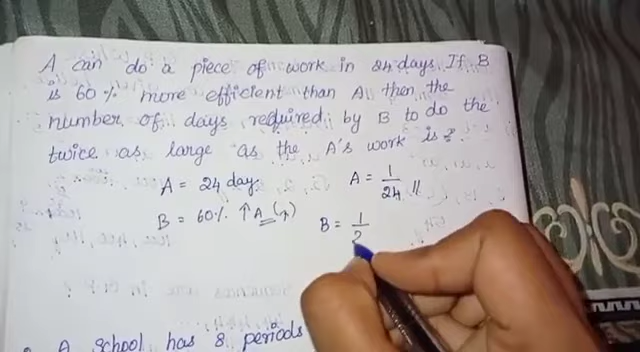 A can do a piece of work in 24 days. If B
is 60% more efficient than A then the
number of days required by B to do the
twice as large as the A's work is?
A = 24 day.
A = 1/24 //
B = 60% ↑ A (↑)
B = 1/2
A school has 8 periods